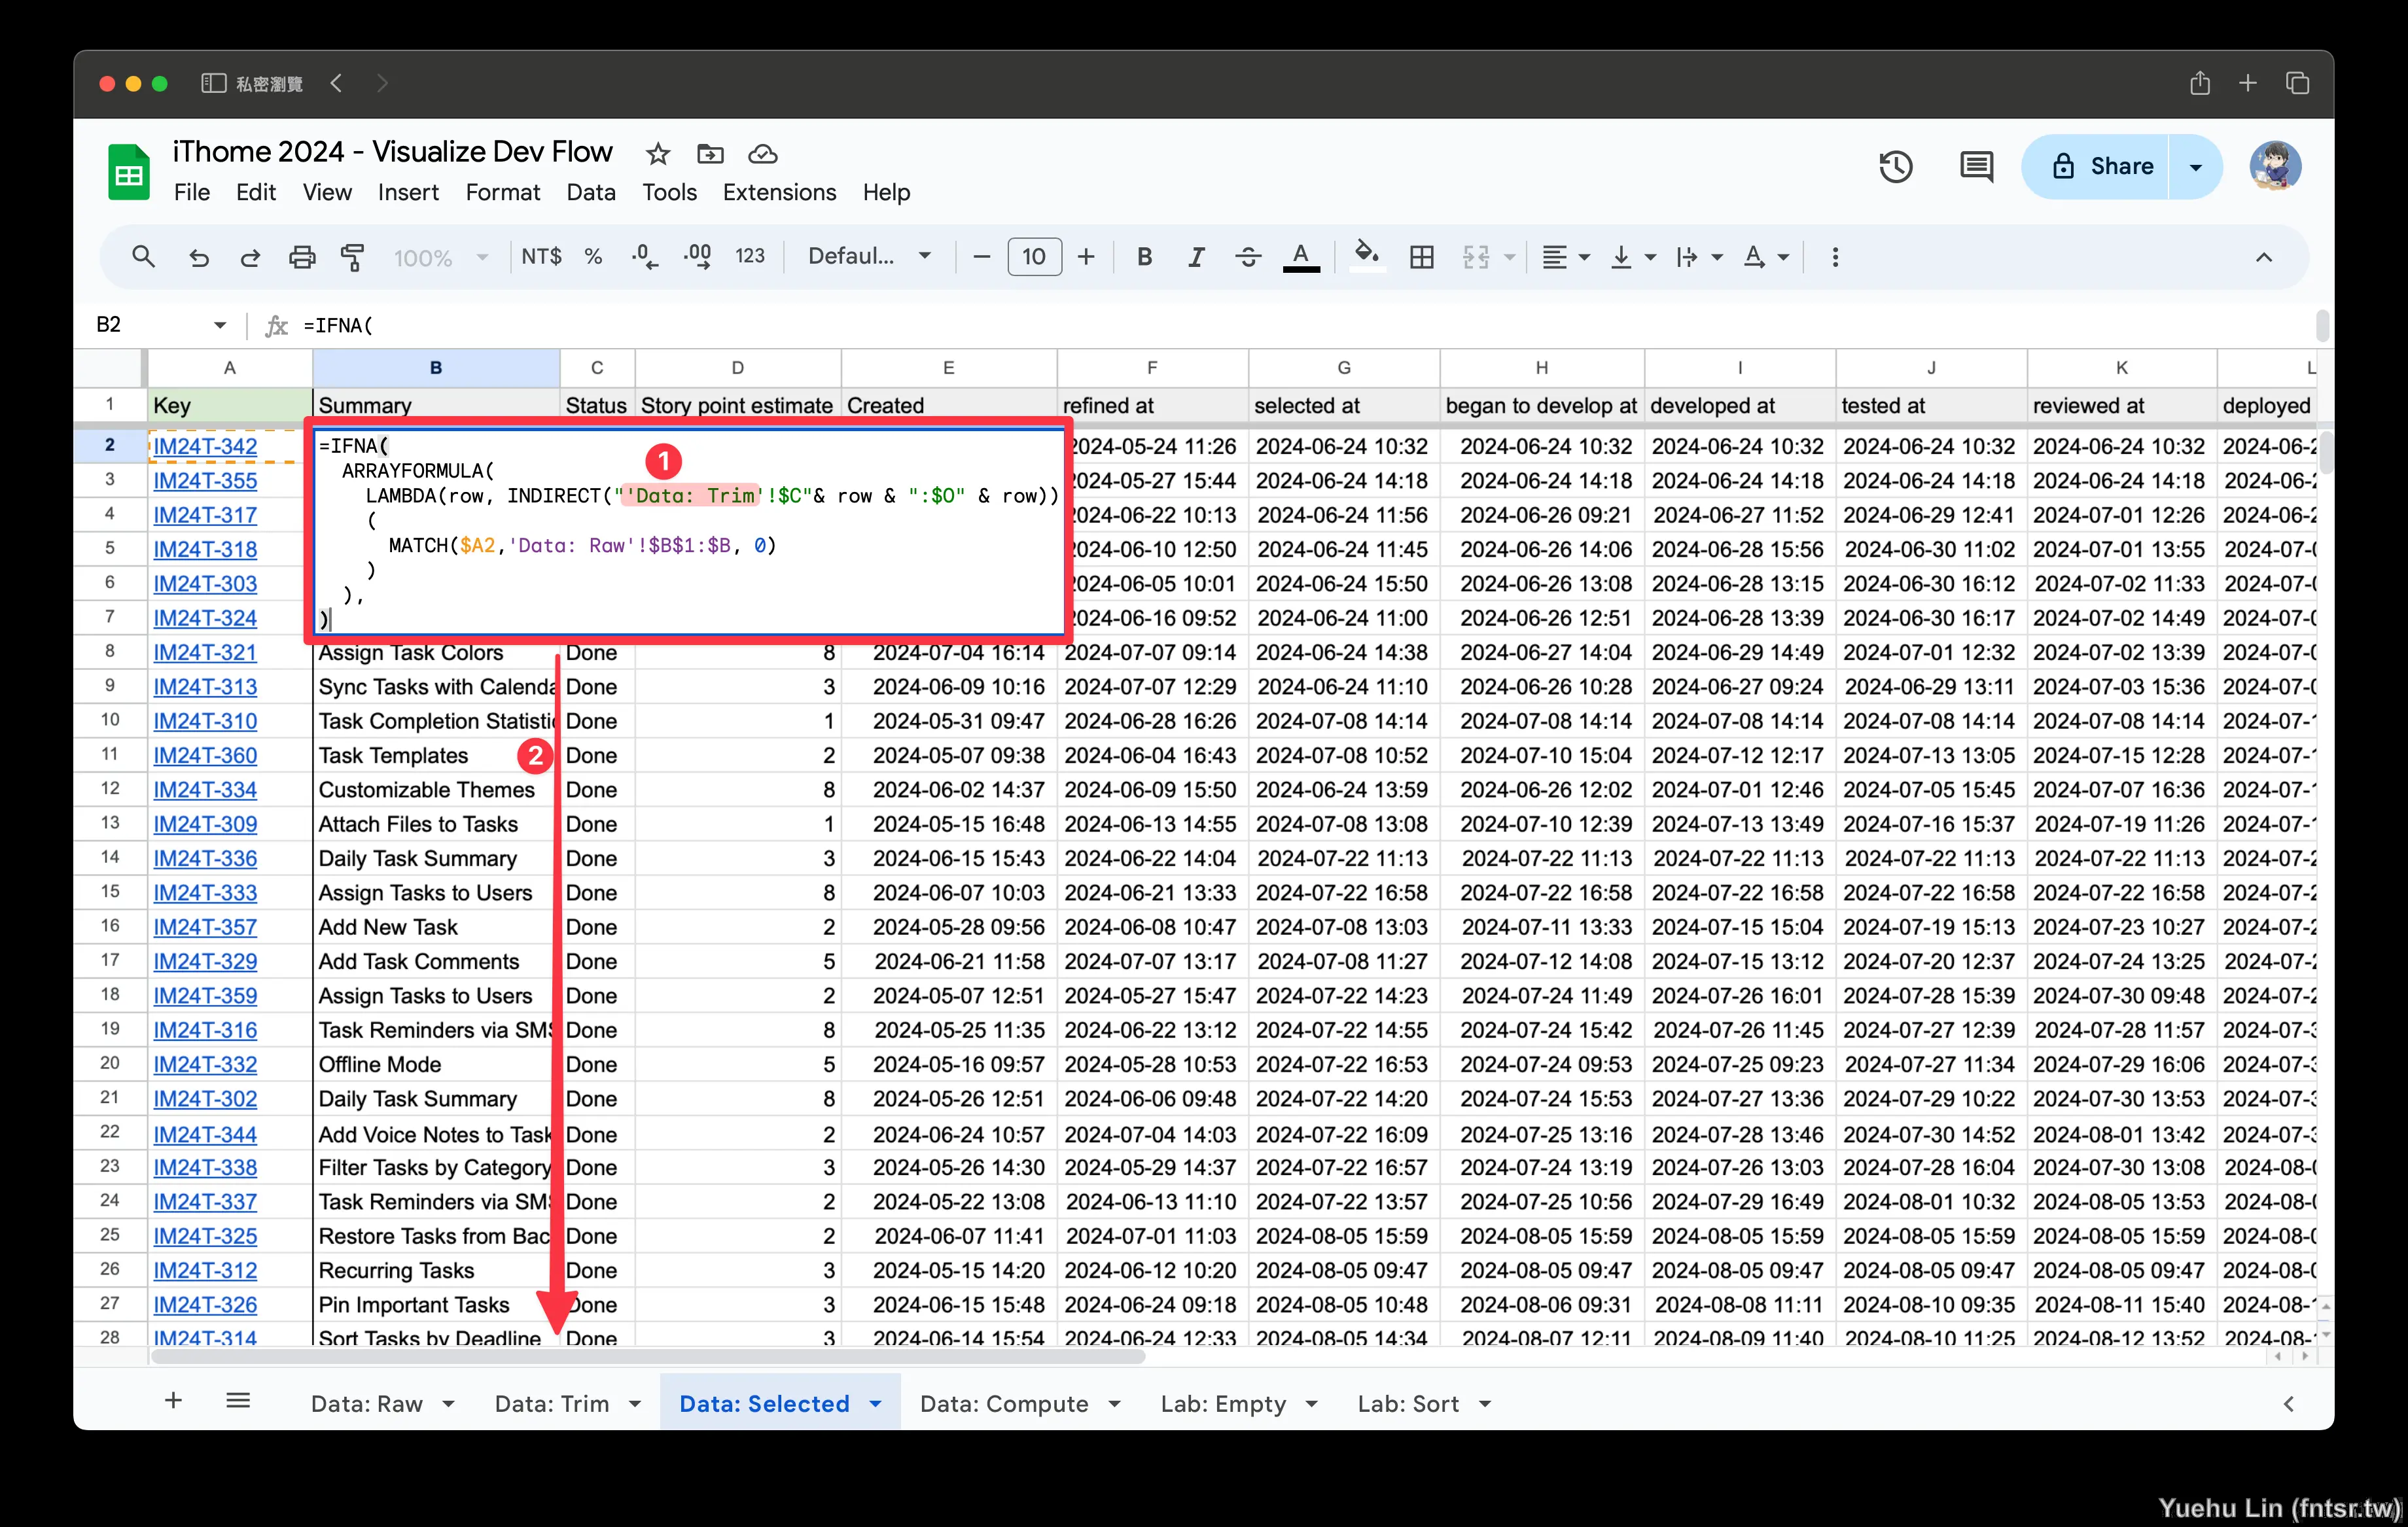 私密瀏覽
iThome 2024 - Visualize Dev Flow
File Edit View Insert Format Data Tools Extensions Help
Share
100% NT$ % .0 .00 123 Defaul... 10 B I S A A
B2 fx =IFNA(
A B C D E F G H I J K L
1 Key Summary Status Story point estimate Created refined at selected at began to develop at developed at tested at reviewed at deployed
=IFNA(
ARRAYFORMULA(
LAMBDA(row, INDIRECT("'Data: Trim'!$C"& row & ":$O" & row))
(
MATCH($A2,'Data: Raw'!$B$1:$B, 0)
)
),
)
1
2
2 IM24T-342 2024-05-24 11:26 2024-06-24 10:32 2024-06-24 10:32 2024-06-24 10:32 2024-06-24 10:32 2024-06-24 10:32 2024-06-2
3 IM24T-355 2024-05-27 15:44 2024-06-24 14:18 2024-06-24 14:18 2024-06-24 14:18 2024-06-24 14:18 2024-06-24 14:18 2024-06-2
4 IM24T-317 2024-06-22 10:13 2024-06-24 11:56 2024-06-26 09:21 2024-06-27 11:52 2024-06-29 12:41 2024-07-01 12:26 2024-06-2
5 IM24T-318 2024-06-10 12:50 2024-06-24 11:45 2024-06-26 14:06 2024-06-28 15:56 2024-06-30 11:02 2024-07-01 13:55 2024-07-0
6 IM24T-303 2024-06-05 10:01 2024-06-24 15:50 2024-06-26 13:08 2024-06-28 13:15 2024-06-30 16:12 2024-07-02 11:33 2024-07-0
7 IM24T-324 2024-06-16 09:52 2024-06-24 11:00 2024-06-26 12:51 2024-06-28 13:39 2024-06-30 16:17 2024-07-02 14:49 2024-07-0
8 IM24T-321 Assign Task Colors Done 8 2024-07-04 16:14 2024-07-07 09:14 2024-06-24 14:38 2024-06-27 14:04 2024-06-29 14:49 2024-07-01 12:32 2024-07-02 13:39 2024-07-0
9 IM24T-313 Sync Tasks with Calenda Done 3 2024-06-09 10:16 2024-07-07 12:29 2024-06-24 11:10 2024-06-26 10:28 2024-06-27 09:24 2024-06-29 13:11 2024-07-03 15:36 2024-07-0
10 IM24T-310 Task Completion Statistic Done 1 2024-05-31 09:47 2024-06-28 16:26 2024-07-08 14:14 2024-07-08 14:14 2024-07-08 14:14 2024-07-08 14:14 2024-07-08 14:14 2024-07-1
11 IM24T-360 Task Templates Done 2 2024-05-07 09:38 2024-06-04 16:43 2024-07-08 10:52 2024-07-10 15:04 2024-07-12 12:17 2024-07-13 13:05 2024-07-15 12:28 2024-07-1
12 IM24T-334 Customizable Themes Done 8 2024-06-02 14:37 2024-06-09 15:50 2024-06-24 13:59 2024-06-26 12:02 2024-07-01 12:46 2024-07-05 15:45 2024-07-07 16:36 2024-07-1
13 IM24T-309 Attach Files to Tasks Done 1 2024-05-15 16:48 2024-06-13 14:55 2024-07-08 13:08 2024-07-10 12:39 2024-07-13 13:49 2024-07-16 15:37 2024-07-19 11:26 2024-07-1
14 IM24T-336 Daily Task Summary Done 3 2024-06-15 15:43 2024-06-22 14:04 2024-07-22 11:13 2024-07-22 11:13 2024-07-22 11:13 2024-07-22 11:13 2024-07-22 11:13 2024-07-2
15 IM24T-333 Assign Tasks to Users Done 8 2024-06-07 10:03 2024-06-21 13:33 2024-07-22 16:58 2024-07-22 16:58 2024-07-22 16:58 2024-07-22 16:58 2024-07-22 16:58 2024-07-2
16 IM24T-357 Add New Task Done 2 2024-05-28 09:56 2024-06-08 10:47 2024-07-08 13:03 2024-07-11 13:33 2024-07-15 15:04 2024-07-19 15:13 2024-07-23 10:27 2024-07-2
17 IM24T-329 Add Task Comments Done 5 2024-06-21 11:58 2024-07-07 13:17 2024-07-08 11:27 2024-07-12 14:08 2024-07-15 13:12 2024-07-20 12:37 2024-07-24 13:25 2024-07-2
18 IM24T-359 Assign Tasks to Users Done 2 2024-05-07 12:51 2024-05-27 15:47 2024-07-22 14:23 2024-07-24 11:49 2024-07-26 16:01 2024-07-28 15:39 2024-07-30 09:48 2024-07-2
19 IM24T-316 Task Reminders via SMS Done 8 2024-05-25 11:35 2024-06-22 13:12 2024-07-22 14:55 2024-07-24 15:42 2024-07-26 11:45 2024-07-27 12:39 2024-07-28 11:57 2024-07-3
20 IM24T-332 Offline Mode Done 5 2024-05-16 09:57 2024-05-28 10:53 2024-07-22 16:53 2024-07-24 09:53 2024-07-25 09:23 2024-07-27 11:34 2024-07-29 16:06 2024-07-3
21 IM24T-302 Daily Task Summary Done 8 2024-05-26 12:51 2024-06-06 09:48 2024-07-22 14:20 2024-07-24 15:53 2024-07-27 13:36 2024-07-29 10:22 2024-07-30 13:53 2024-07-3
22 IM24T-344 Add Voice Notes to Task Done 2 2024-06-24 10:57 2024-07-04 14:03 2024-07-22 16:09 2024-07-25 13:16 2024-07-28 13:46 2024-07-30 14:52 2024-08-01 13:42 2024-07-3
23 IM24T-338 Filter Tasks by Category Done 3 2024-05-26 14:30 2024-05-29 14:37 2024-07-22 16:57 2024-07-24 13:19 2024-07-26 13:03 2024-07-28 16:04 2024-07-30 13:08 2024-08-0
24 IM24T-337 Task Reminders via SMS Done 2 2024-05-22 13:08 2024-06-13 11:10 2024-07-22 13:57 2024-07-25 10:56 2024-07-29 16:49 2024-08-01 10:32 2024-08-05 13:53 2024-08-0
25 IM24T-325 Restore Tasks from Bac Done 2 2024-06-07 11:41 2024-07-01 11:03 2024-08-05 15:59 2024-08-05 15:59 2024-08-05 15:59 2024-08-05 15:59 2024-08-05 15:59 2024-08-0
26 IM24T-312 Recurring Tasks Done 3 2024-05-15 14:20 2024-06-12 10:20 2024-08-05 09:47 2024-08-05 09:47 2024-08-05 09:47 2024-08-05 09:47 2024-08-05 09:47 2024-08-0
27 IM24T-326 Pin Important Tasks Done 3 2024-06-15 15:48 2024-06-24 09:18 2024-08-05 10:48 2024-08-06 09:31 2024-08-08 11:11 2024-08-10 09:35 2024-08-11 15:40 2024-08-1
28 IM24T-314 Sort Tasks by Deadline Done 3 2024-06-14 15:54 2024-06-24 12:33 2024-08-05 14:34 2024-08-07 12:11 2024-08-09 11:40 2024-08-10 11:25 2024-08-12 13:52 2024-08-1
Data: Raw Data: Trim Data: Selected Data: Compute Lab: Empty Lab: Sort
Yuehu Lin (fntsr.tw)